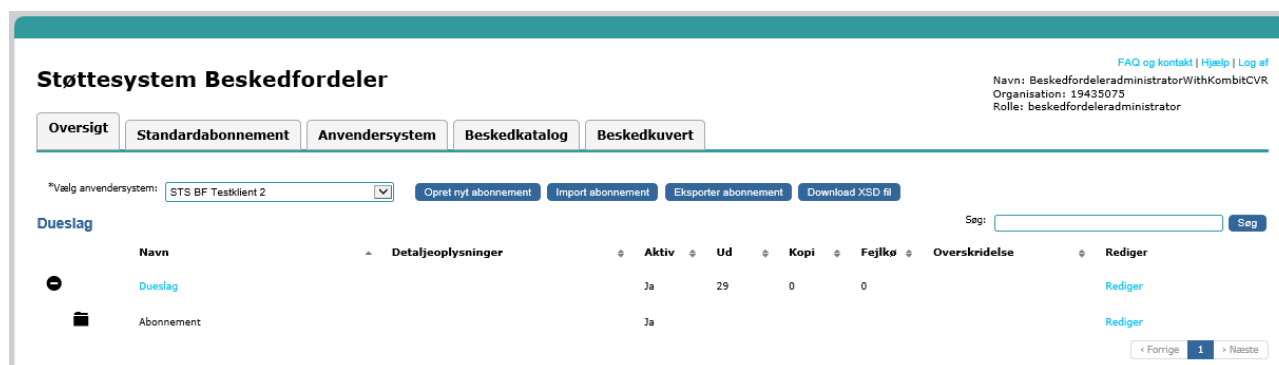 FAQ og kontakt | Hjælp | Log af
Støttesystem Beskedfordeler
Navn: BeskedfordeleradministratorWithKombitCVR
Organisation: 19435075
Rolle: beskedfordeleradministrator
Oversigt Standardabonnement Anvendersystem Beskedkatalog Beskedkuvert
*Vælg anvendersystem: STS BF Testklient 2 Opret nyt abonnement Import abonnement Eksporter abonnement Download XSD fil
Dueslag Søg: Søg
Navn Detaljeoplysninger Aktiv Ud Kopi Fejlkø Overskridelse Rediger
Dueslag Ja 29 0 0 Rediger
Abonnement Ja Rediger
‹ Forrige 1 › Næste